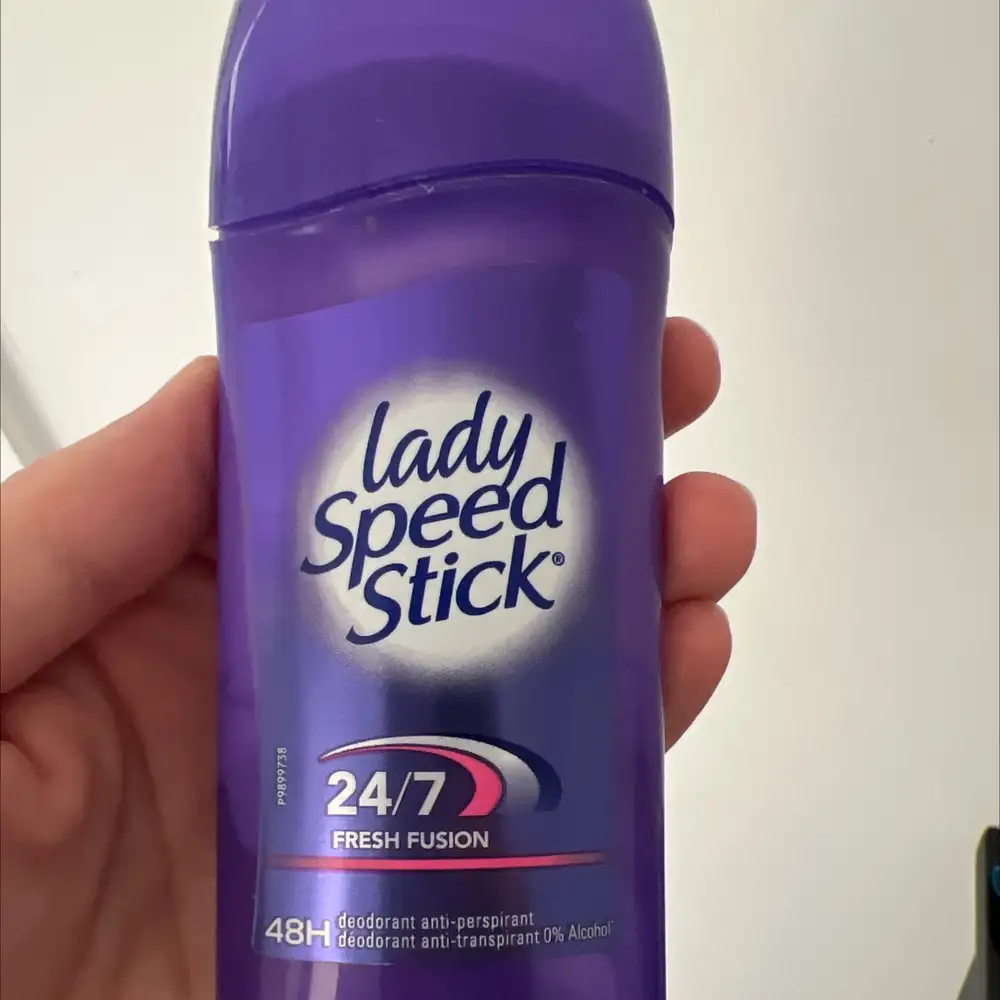 lady
Speed
Stick®
24/7
FRESH FUSION
P9899738
48H deodorant anti-perspirant
déodorant anti-transpirant 0% Alcohol*